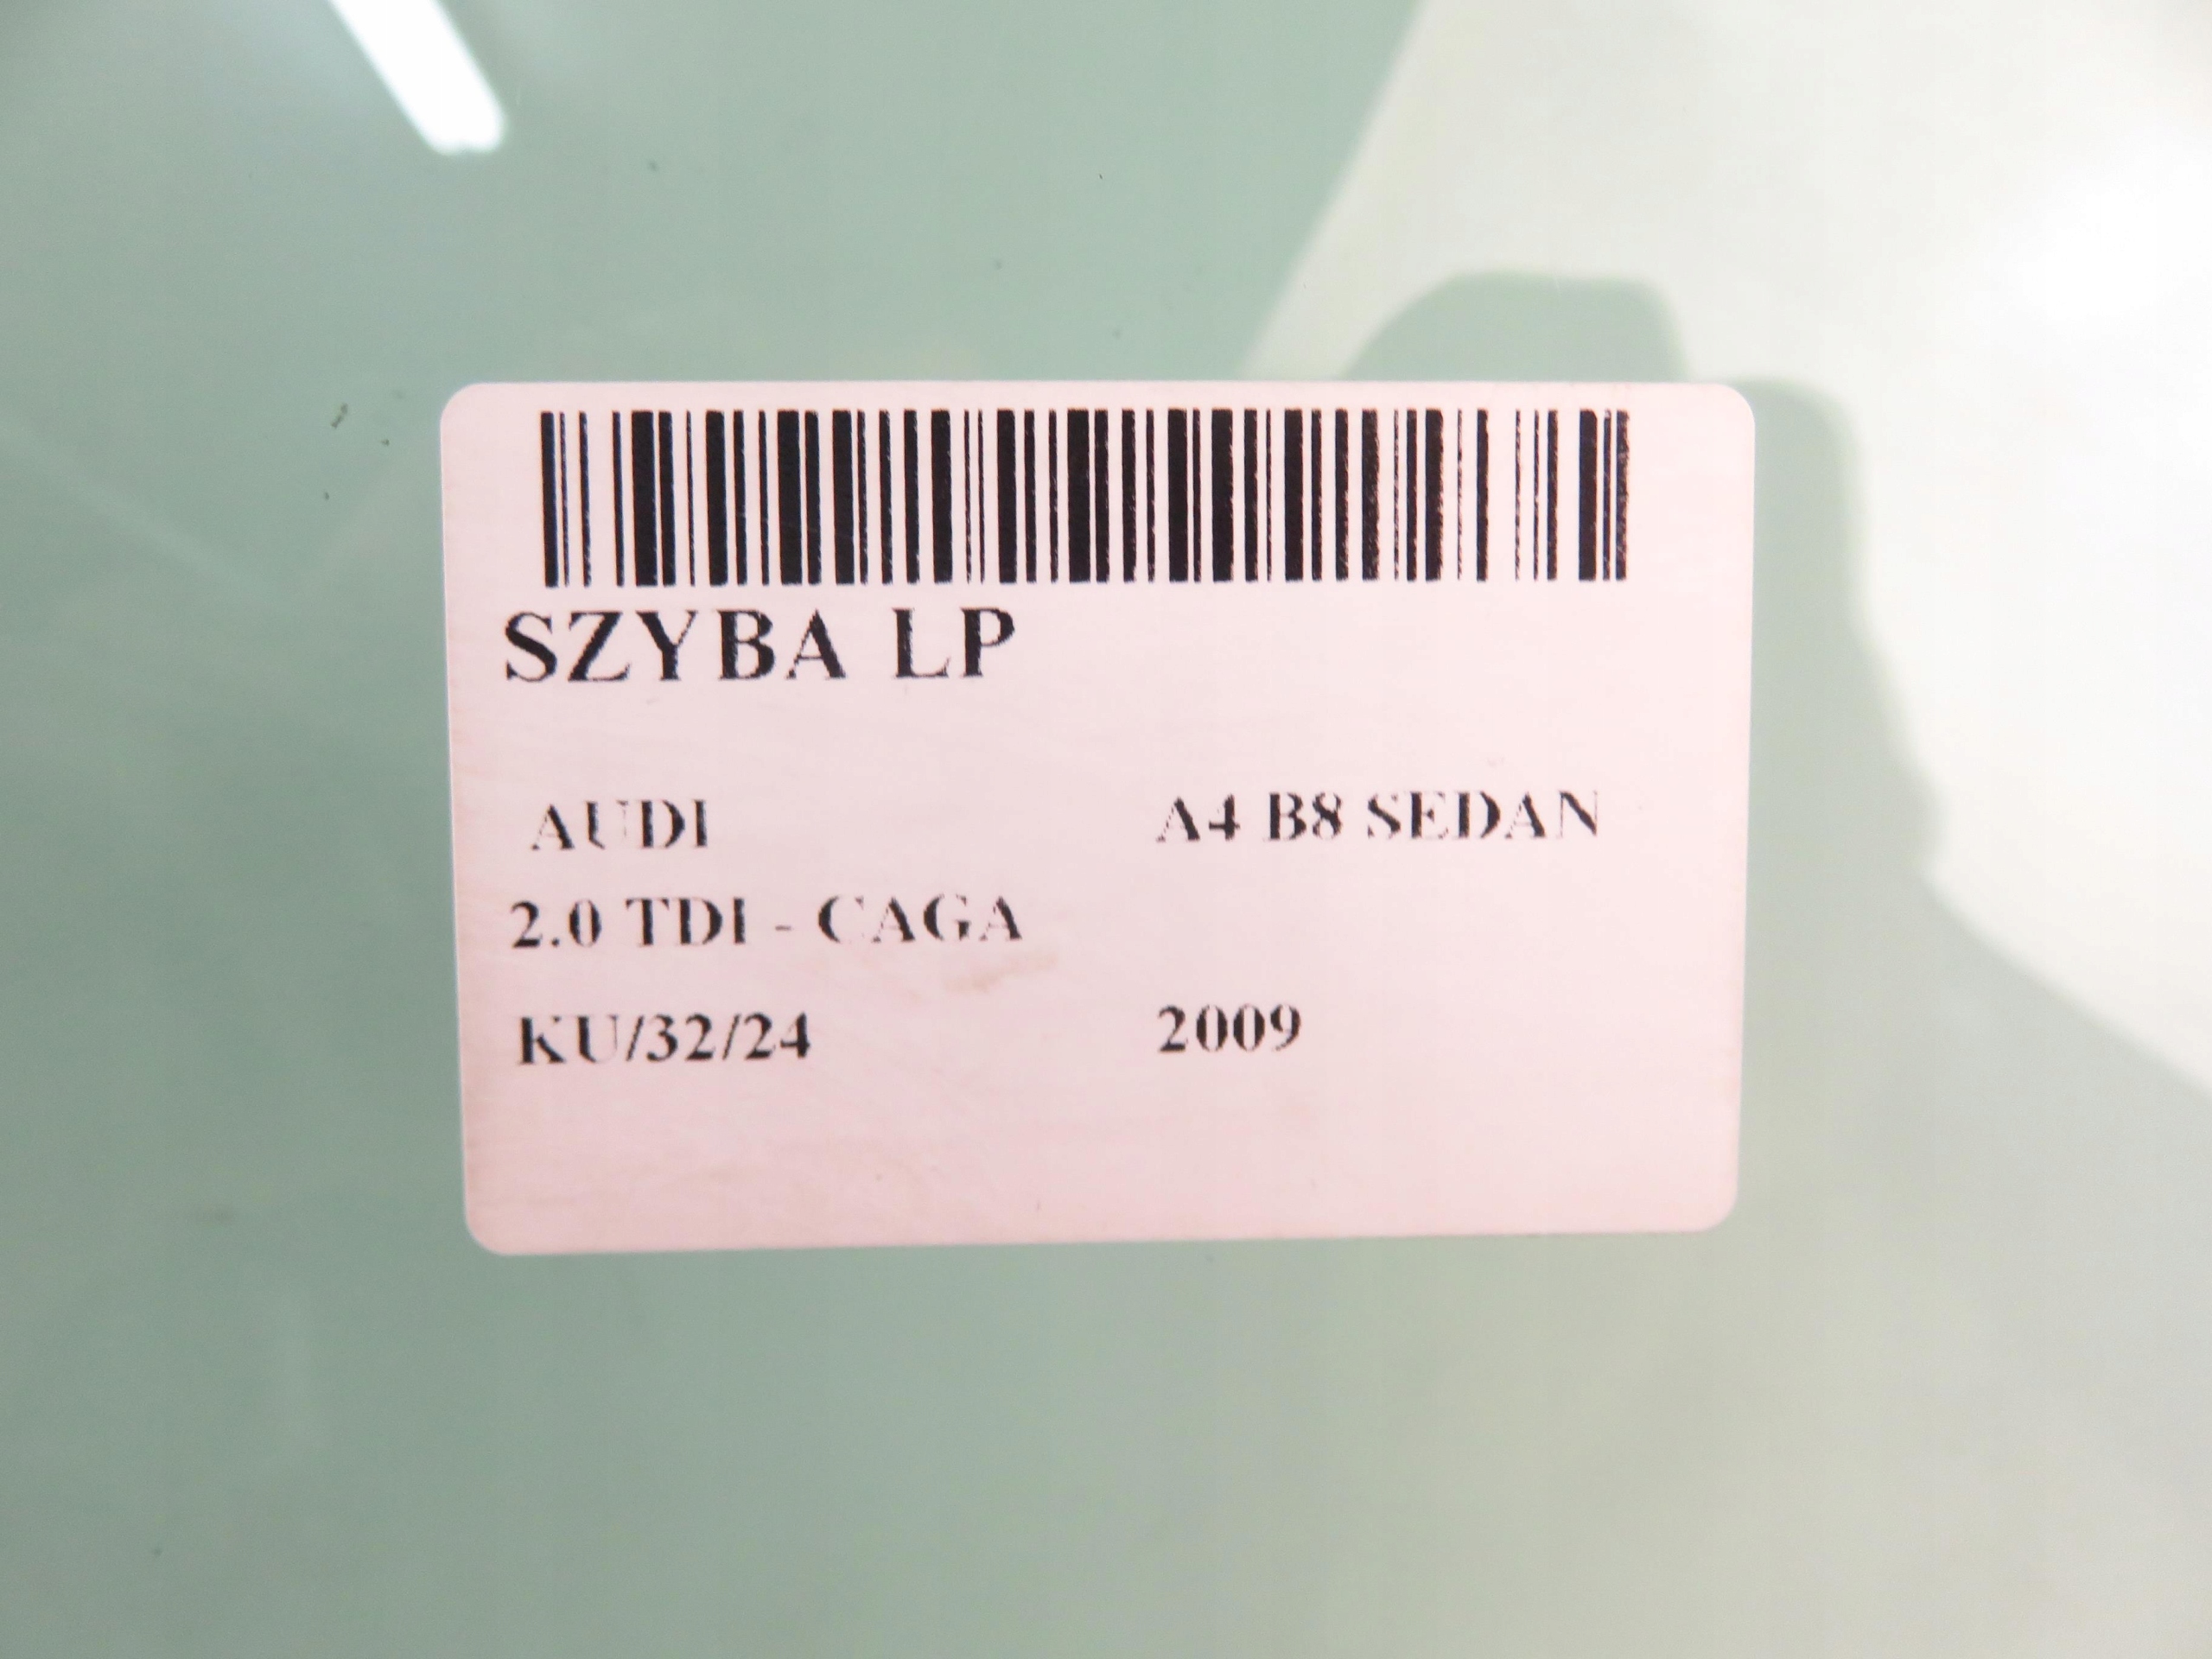 SZYBA LP
AUDI A4 B8 SEDAN
2.0 TDI - CAGA
KU/32/24 2009